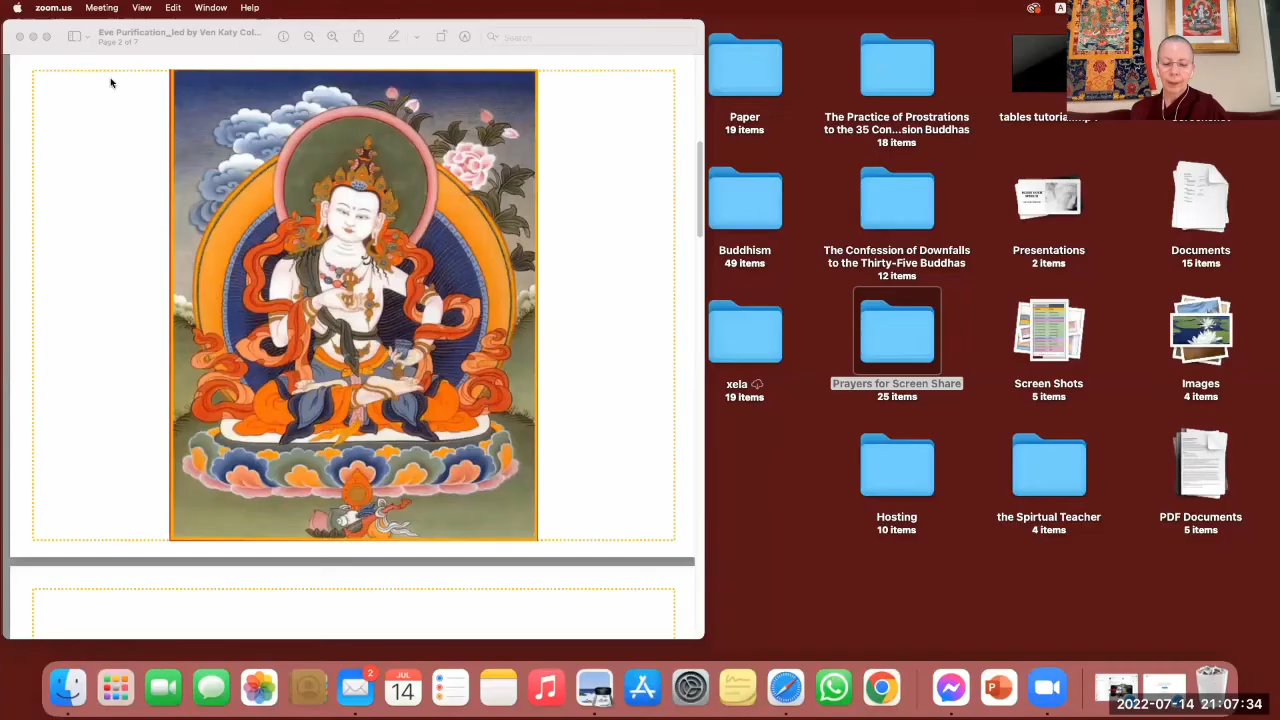 zoom.us Meeting View Edit Window Help
A
Eve Purification_led by Ven Katy Col...
Page 2 of 7
Search
Paper
19 items
The Practice of Prostrations
to the 35 Con...sion Buddhas
18 items
Buddhism
49 items
The Confession of Downfalls
to the Thirty-Five Buddhas
12 items
Presentations
2 items
Documents
15 items
xela
19 items
Prayers for Screen Share
25 items
Screen Shots
5 items
Images
4 items
Hosting
10 items
the Spirtual Teacher
4 items
PDF Documents
5 items
2
JUL
14
2022-07-14 21:07:34